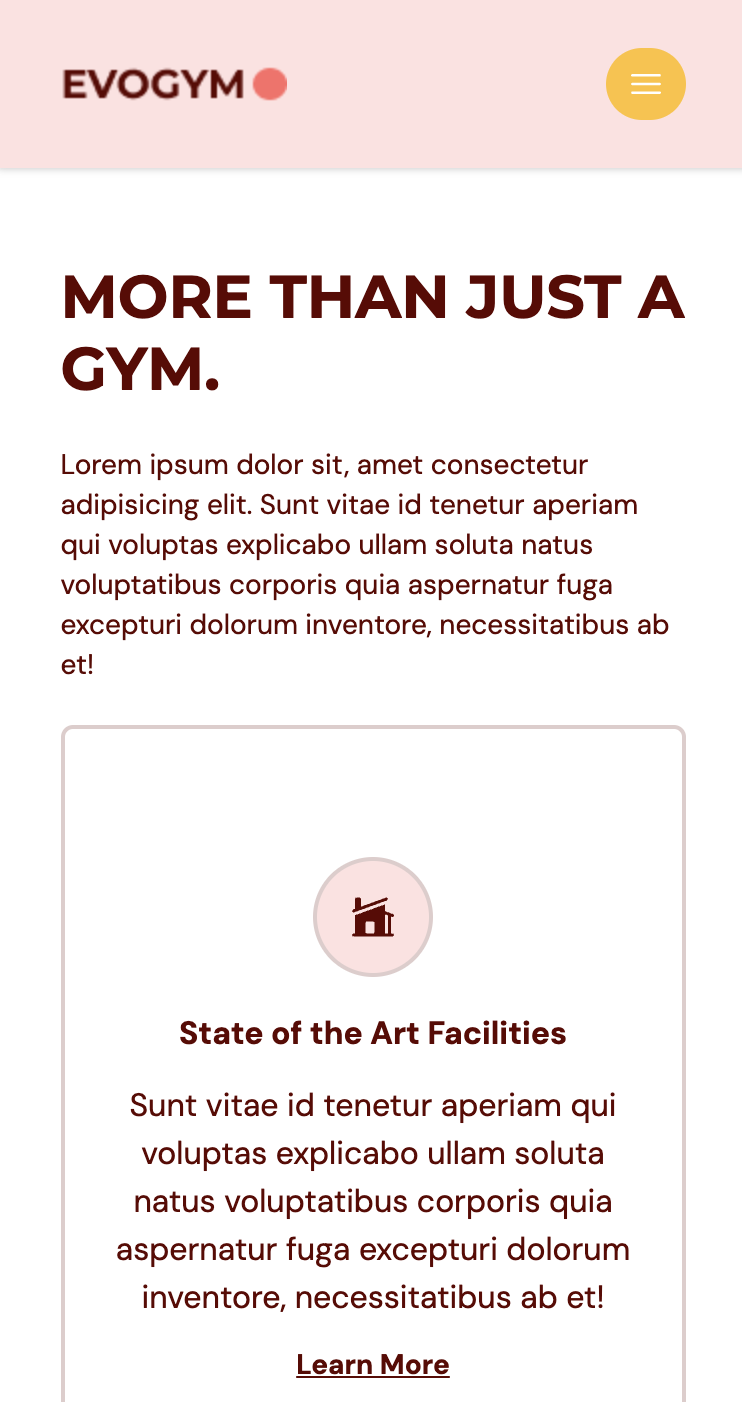 EVOGYM
MORE THAN JUST A
GYM.
Lorem ipsum dolor sit, amet consectetur
adipisicing elit. Sunt vitae id tenetur aperiam
qui voluptas explicabo ullam soluta natus
voluptatibus corporis quia aspernatur fuga
excepturi dolorum inventore, necessitatibus ab
et!
State of the Art Facilities
Sunt vitae id tenetur aperiam qui
voluptas explicabo ullam soluta
natus voluptatibus corporis quia
aspernatur fuga excepturi dolorum
inventore, necessitatibus ab et!
Learn More